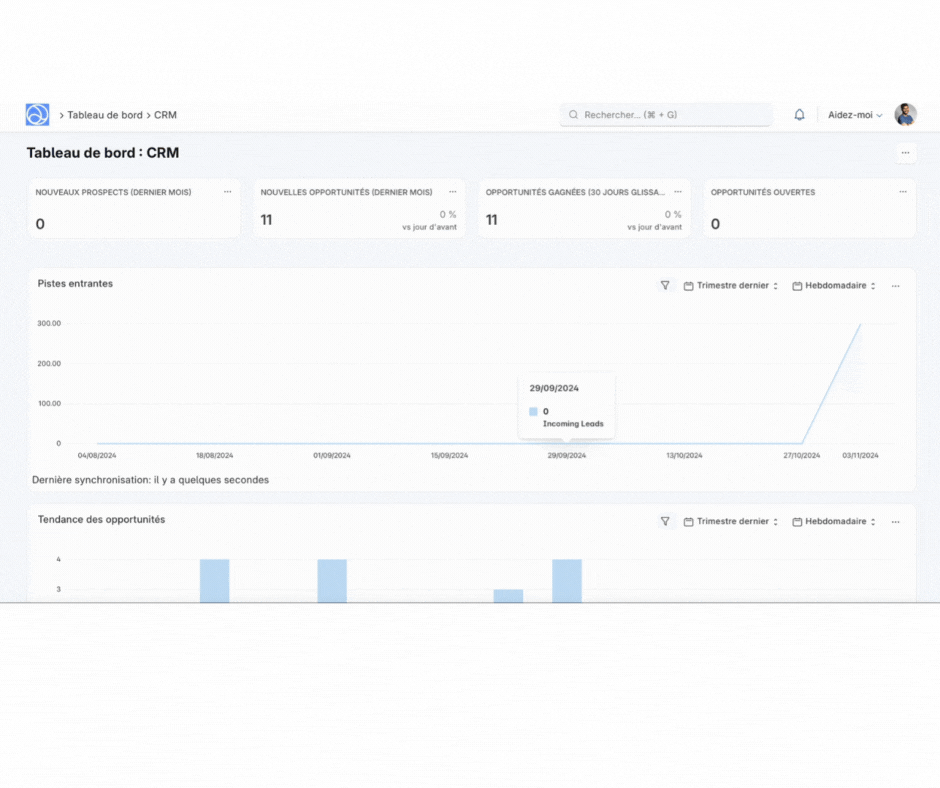 > Tableau de bord > CRM
Rechercher... (⌘ + G)
Aidez-moi
Tableau de bord : CRM
NOUVEAUX PROSPECTS (DERNIER MOIS)
0
NOUVELLES OPPORTUNITÉS (DERNIER MOIS)
11
0 %
vs jour d'avant
OPPORTUNITÉS GAGNÉES (30 JOURS GLISSA...
11
0 %
vs jour d'avant
OPPORTUNITÉS OUVERTES
0
Pistes entrantes
Trimestre dernier
Hebdomadaire
300.00
200.00
100.00
0
29/09/2024
0
Incoming Leads
04/08/2024 18/08/2024 01/09/2024 15/09/2024 29/09/2024 13/10/2024 27/10/2024 03/11/2024
Dernière synchronisation: il y a quelques secondes
Tendance des opportunités
Trimestre dernier
Hebdomadaire
4
3